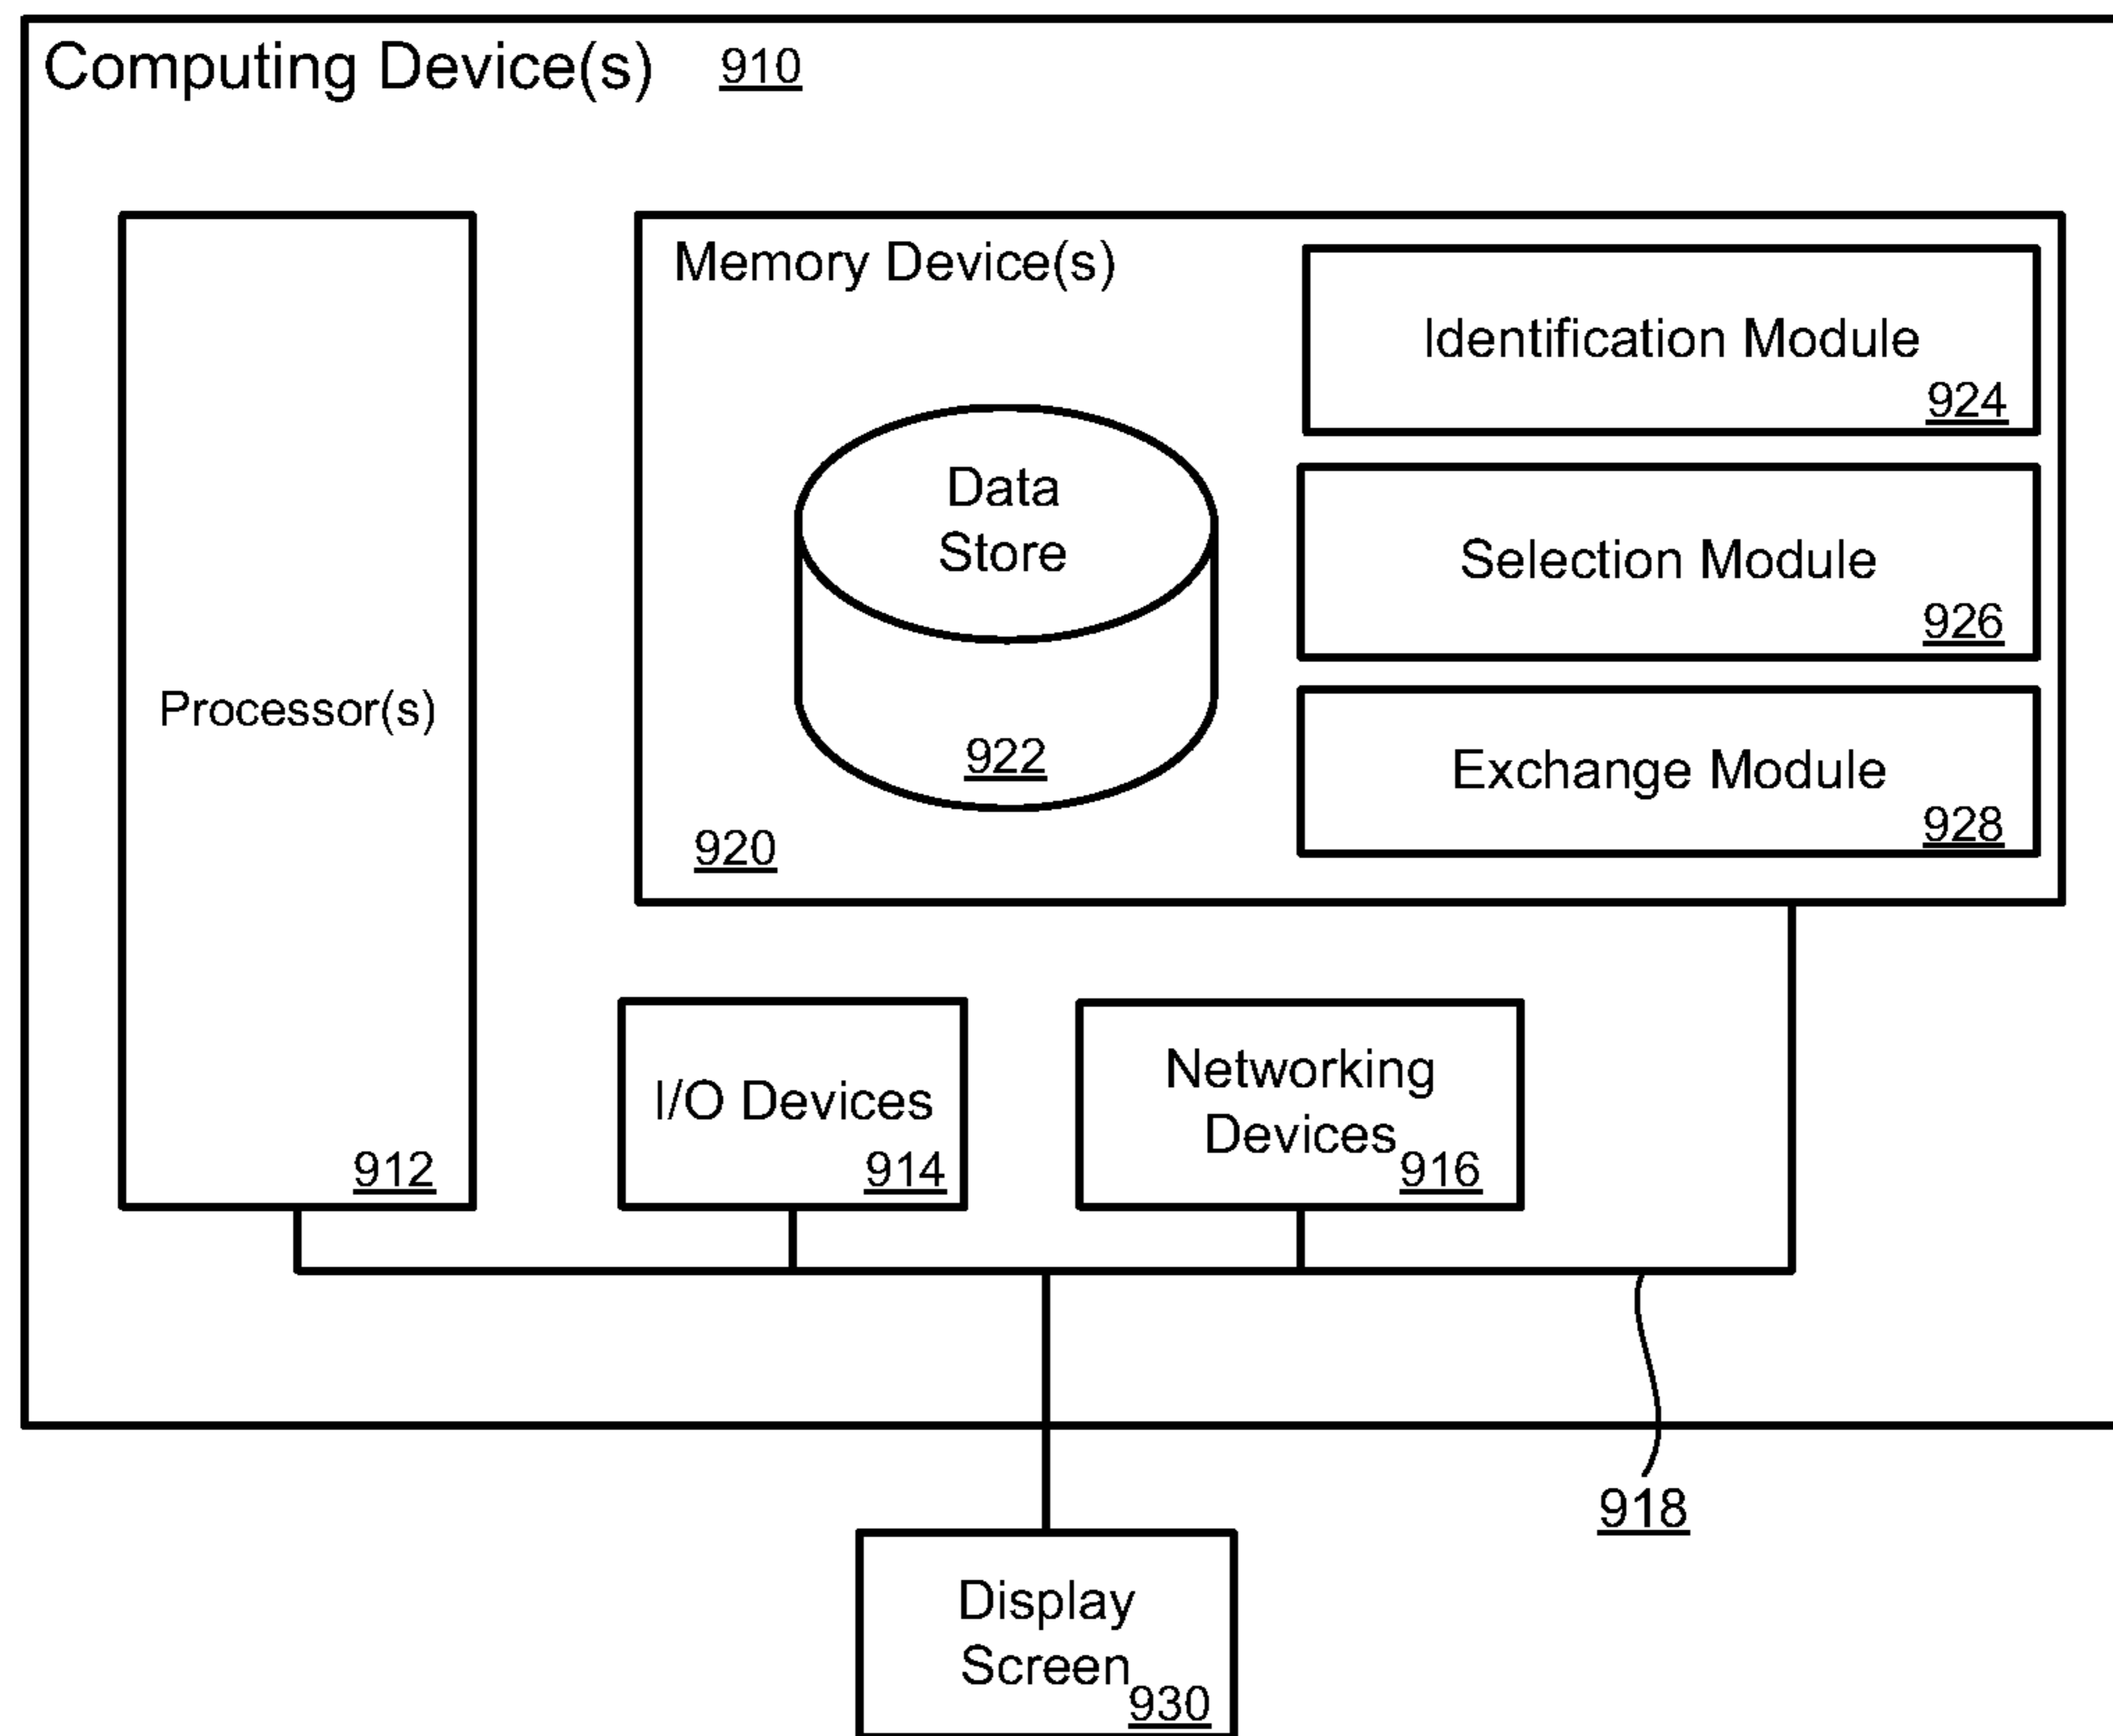 Computing Device(s) 910
Processor(s)
912
Memory Device(s)
920
Data
Store
922
Identification Module
924
Selection Module
926
Exchange Module
928
I/O Devices
914
Networking
Devices
916
918
Display
Screen
930